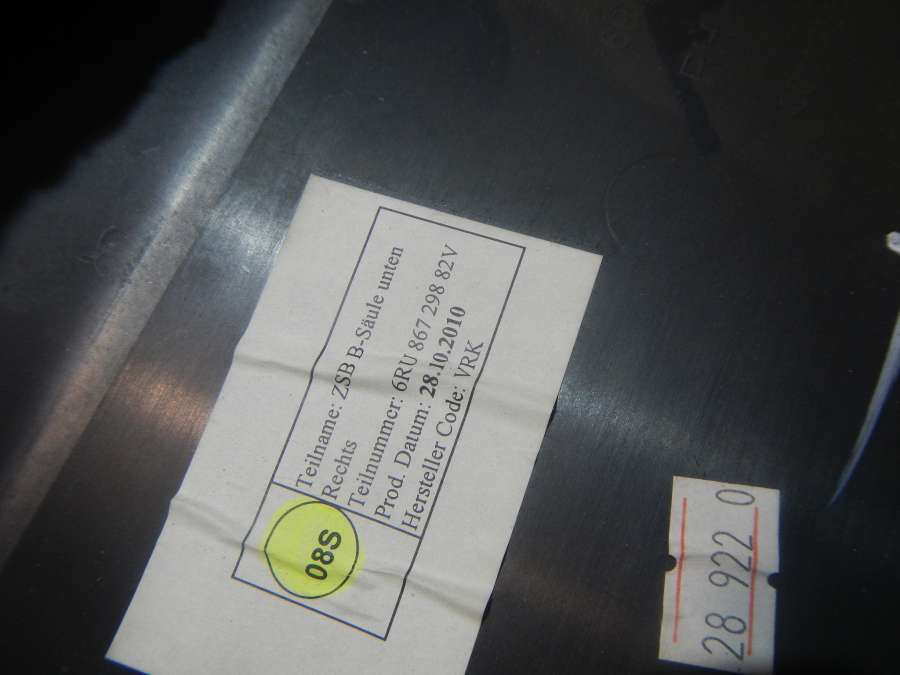 Teilname: ZSB B-Säule unten
Rechts
Teilnummer: 6RU 867 298 82V
Prod. Datum: 28.10.2010
Hersteller Code: VRK
08S
28 922 0